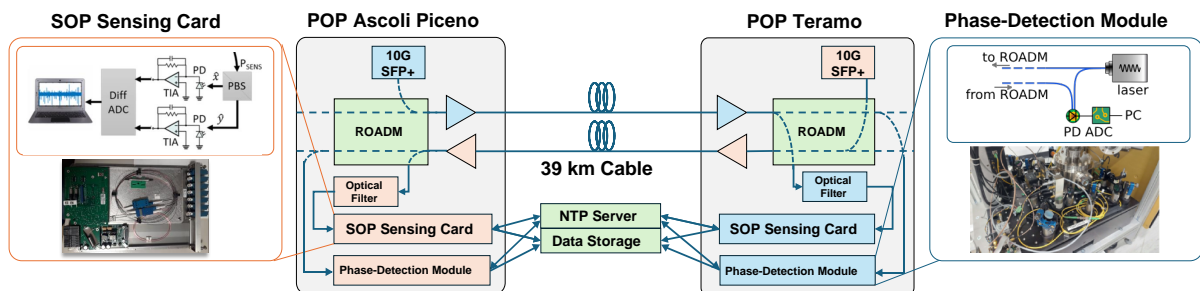 SOP Sensing Card
POP Ascoli Piceno
POP Teramo
Phase-Detection Module
P_SENS
PD
x̂
TIA
Diff
ADC
PBS
PD
ŷ
TIA
10G
SFP+
ROADM
Optical
Filter
SOP Sensing Card
Phase-Detection Module
39 km Cable
NTP Server
Data Storage
10G
SFP+
ROADM
Optical
Filter
SOP Sensing Card
Phase-Detection Module
to ROADM
from ROADM
laser
PC
PD ADC